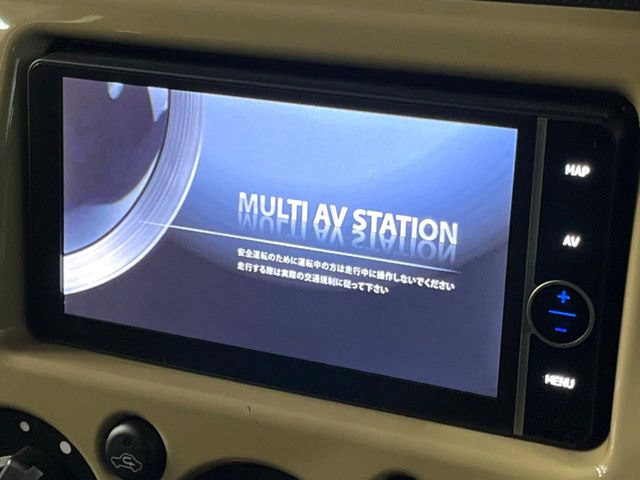 MULTI AV STATION
安全運転のために運転中の方は走行中に操作しないでください
走行する際は実際の交通規制に従って下さい
MAP
AV
+
-
MENU